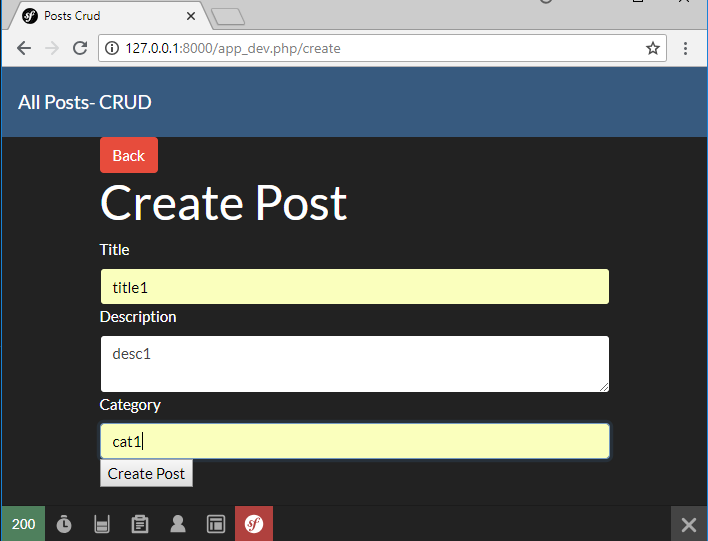 Posts Crud
127.0.0.1:8000/app_dev.php/create
All Posts- CRUD
Back
Create Post
Title
title1
Description
desc1
Category
cat1
Create Post
200
sf